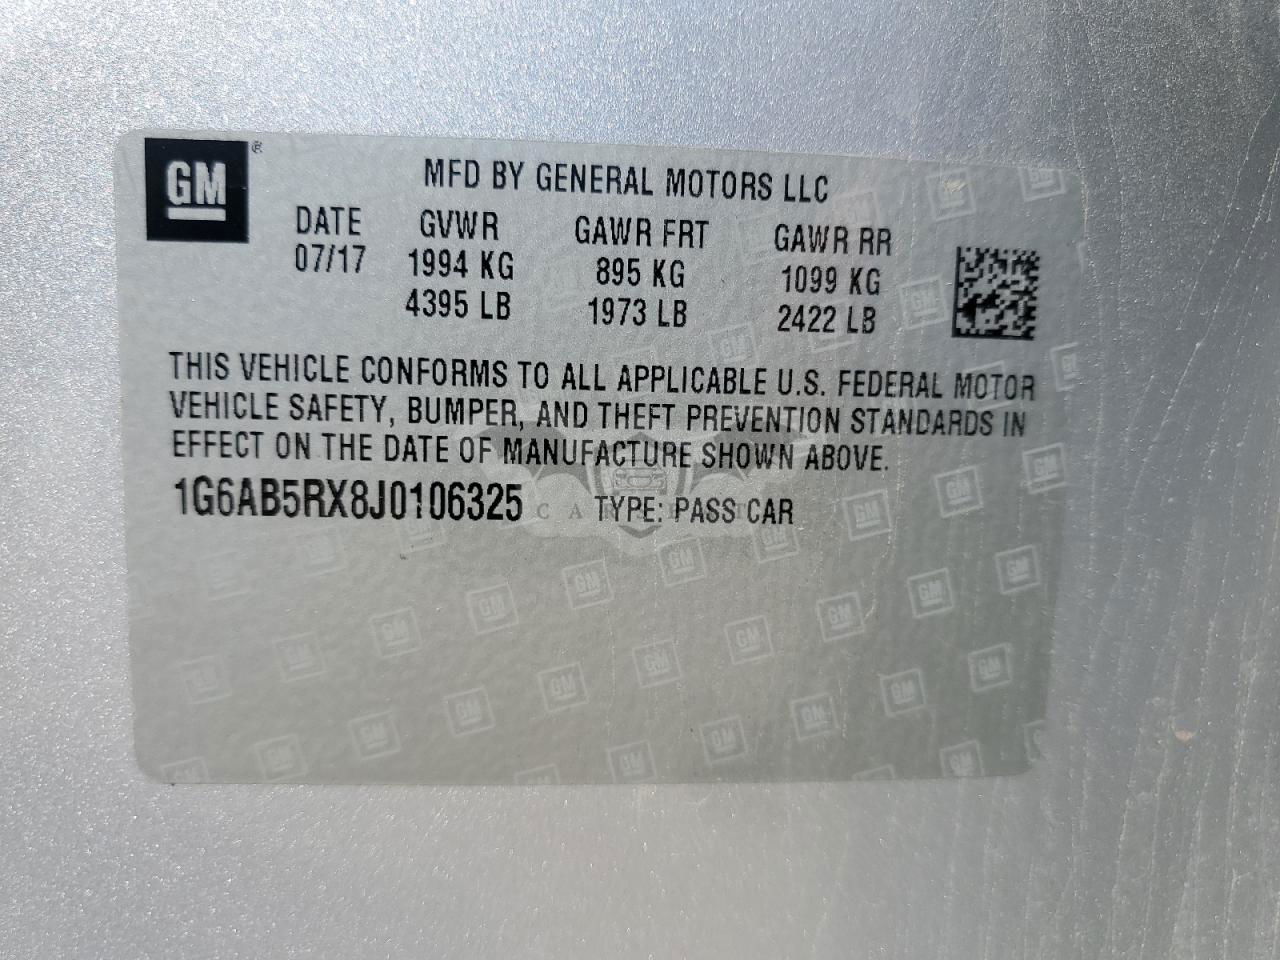 GM ®
MFD BY GENERAL MOTORS LLC
DATE GVWR GAWR FRT GAWR RR
07/17 1994 KG 895 KG 1099 KG
4395 LB 1973 LB 2422 LB
THIS VEHICLE CONFORMS TO ALL APPLICABLE U.S. FEDERAL MOTOR
VEHICLE SAFETY, BUMPER, AND THEFT PREVENTION STANDARDS IN
EFFECT ON THE DATE OF MANUFACTURE SHOWN ABOVE.
1G6AB5RX8J0106325 TYPE: PASS CAR